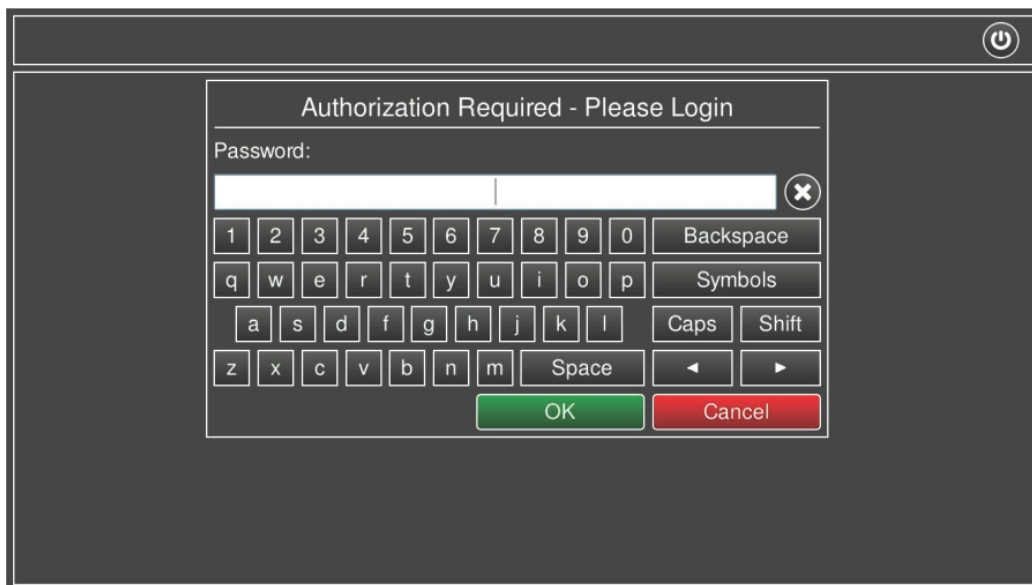 Authorization Required - Please Login
Password:
1 2 3 4 5 6 7 8 9 0 Backspace
q w e r t y u i o p Symbols
a s d f g h j k l Caps Shift
z x c v b n m Space ◄ ►
OK Cancel